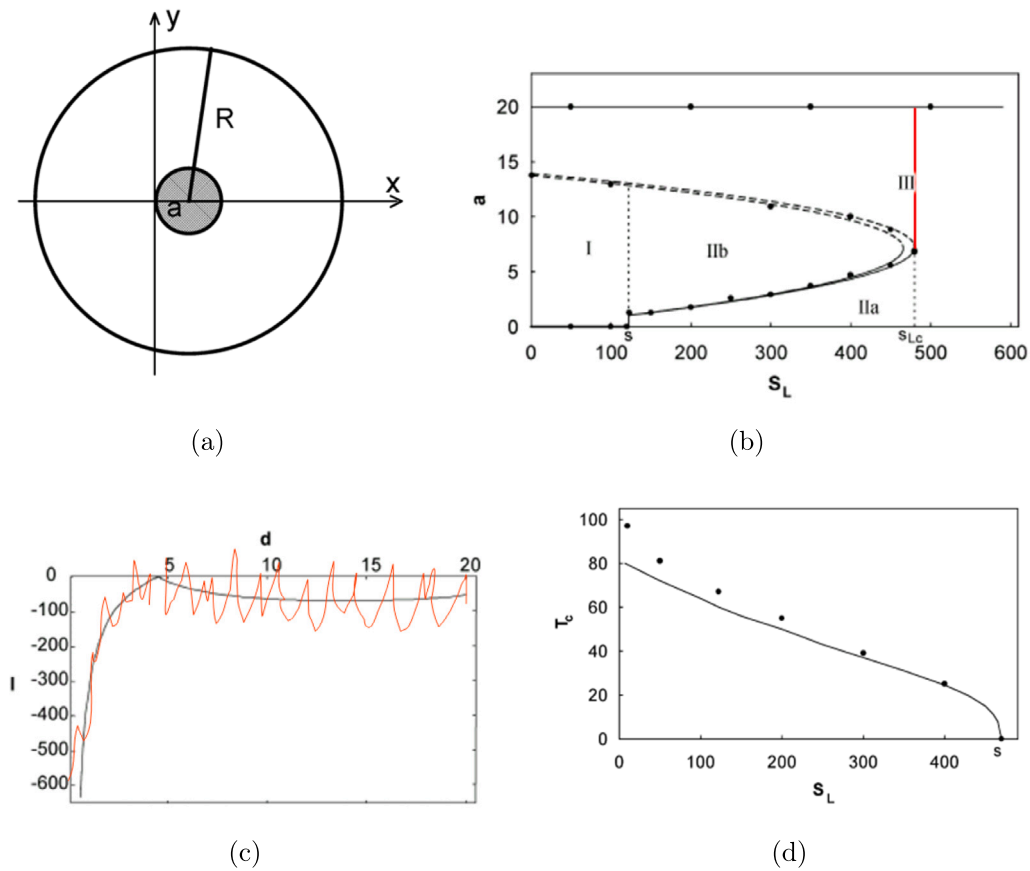 y
R
a
x
(a)
20
15
a
10
5
0
I
IIb
III
IIa
s
s_Lc
0 100 200 300 400 500 600
S_L
(b)
d
0 5 10 15 20
-100
-200
-300
I
-400
-500
-600
(c)
100
80
T_c
60
40
20
0
s
0 100 200 300 400
S_L
(d)